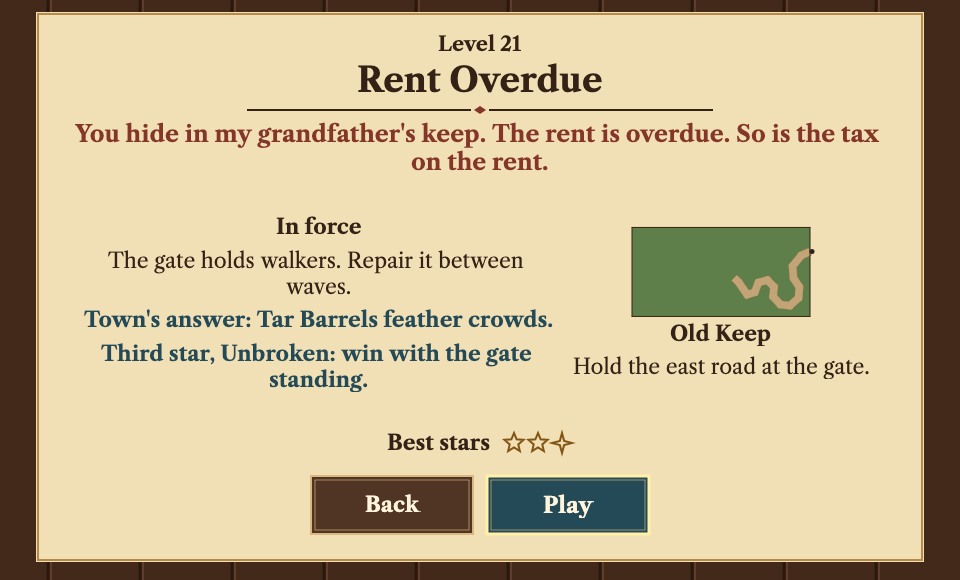 Level 21
Rent Overdue
You hide in my grandfather's keep. The rent is overdue. So is the tax
on the rent.
In force
The gate holds walkers. Repair it between
waves.
Town's answer: Tar Barrels feather crowds.
Third star, Unbroken: win with the gate
standing.
Old Keep
Hold the east road at the gate.
Best stars
Back
Play